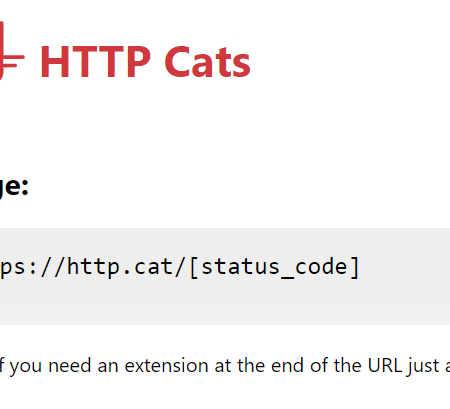 HTTP Cats
ge:
ps://http.cat/[status_code]
f you need an extension at the end of the URL just a